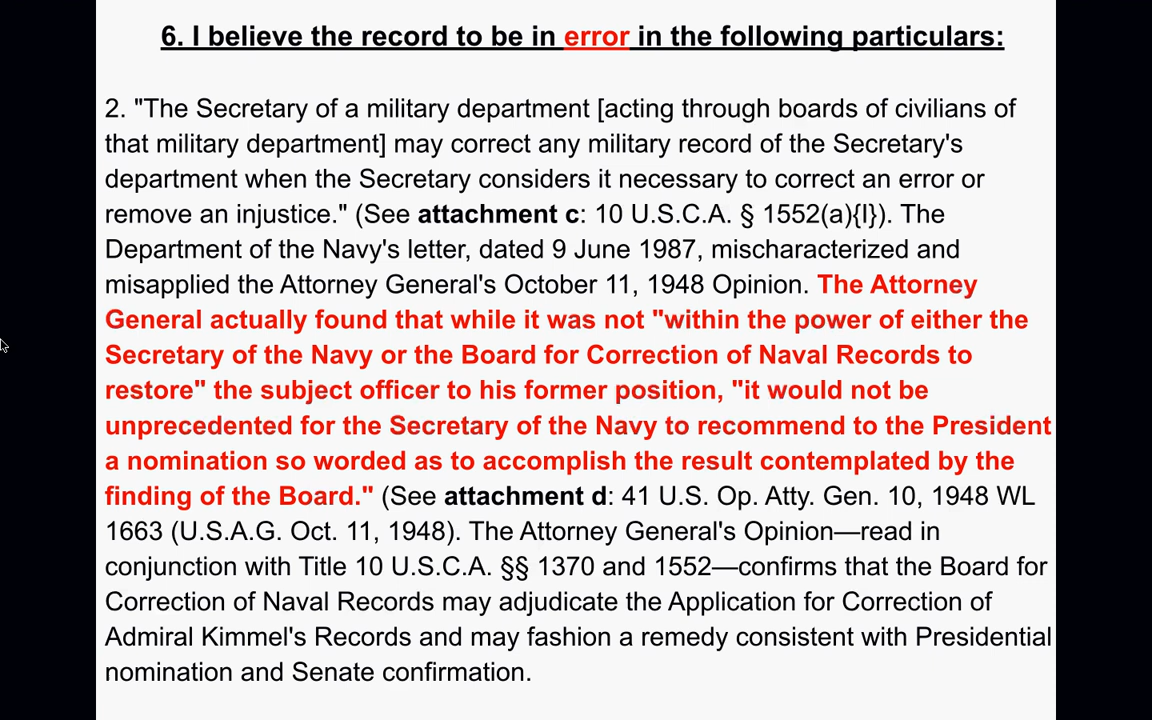 6. I believe the record to be in error in the following particulars:
2. "The Secretary of a military department [acting through boards of civilians of
that military department] may correct any military record of the Secretary's
department when the Secretary considers it necessary to correct an error or
remove an injustice." (See attachment c: 10 U.S.C.A. § 1552(a){I}). The
Department of the Navy's letter, dated 9 June 1987, mischaracterized and
misapplied the Attorney General's October 11, 1948 Opinion. The Attorney
General actually found that while it was not "within the power of either the
Secretary of the Navy or the Board for Correction of Naval Records to
restore" the subject officer to his former position, "it would not be
unprecedented for the Secretary of the Navy to recommend to the President
a nomination so worded as to accomplish the result contemplated by the
finding of the Board." (See attachment d: 41 U.S. Op. Atty. Gen. 10, 1948 WL
1663 (U.S.A.G. Oct. 11, 1948). The Attorney General's Opinion—read in
conjunction with Title 10 U.S.C.A. §§ 1370 and 1552—confirms that the Board for
Correction of Naval Records may adjudicate the Application for Correction of
Admiral Kimmel's Records and may fashion a remedy consistent with Presidential
nomination and Senate confirmation.